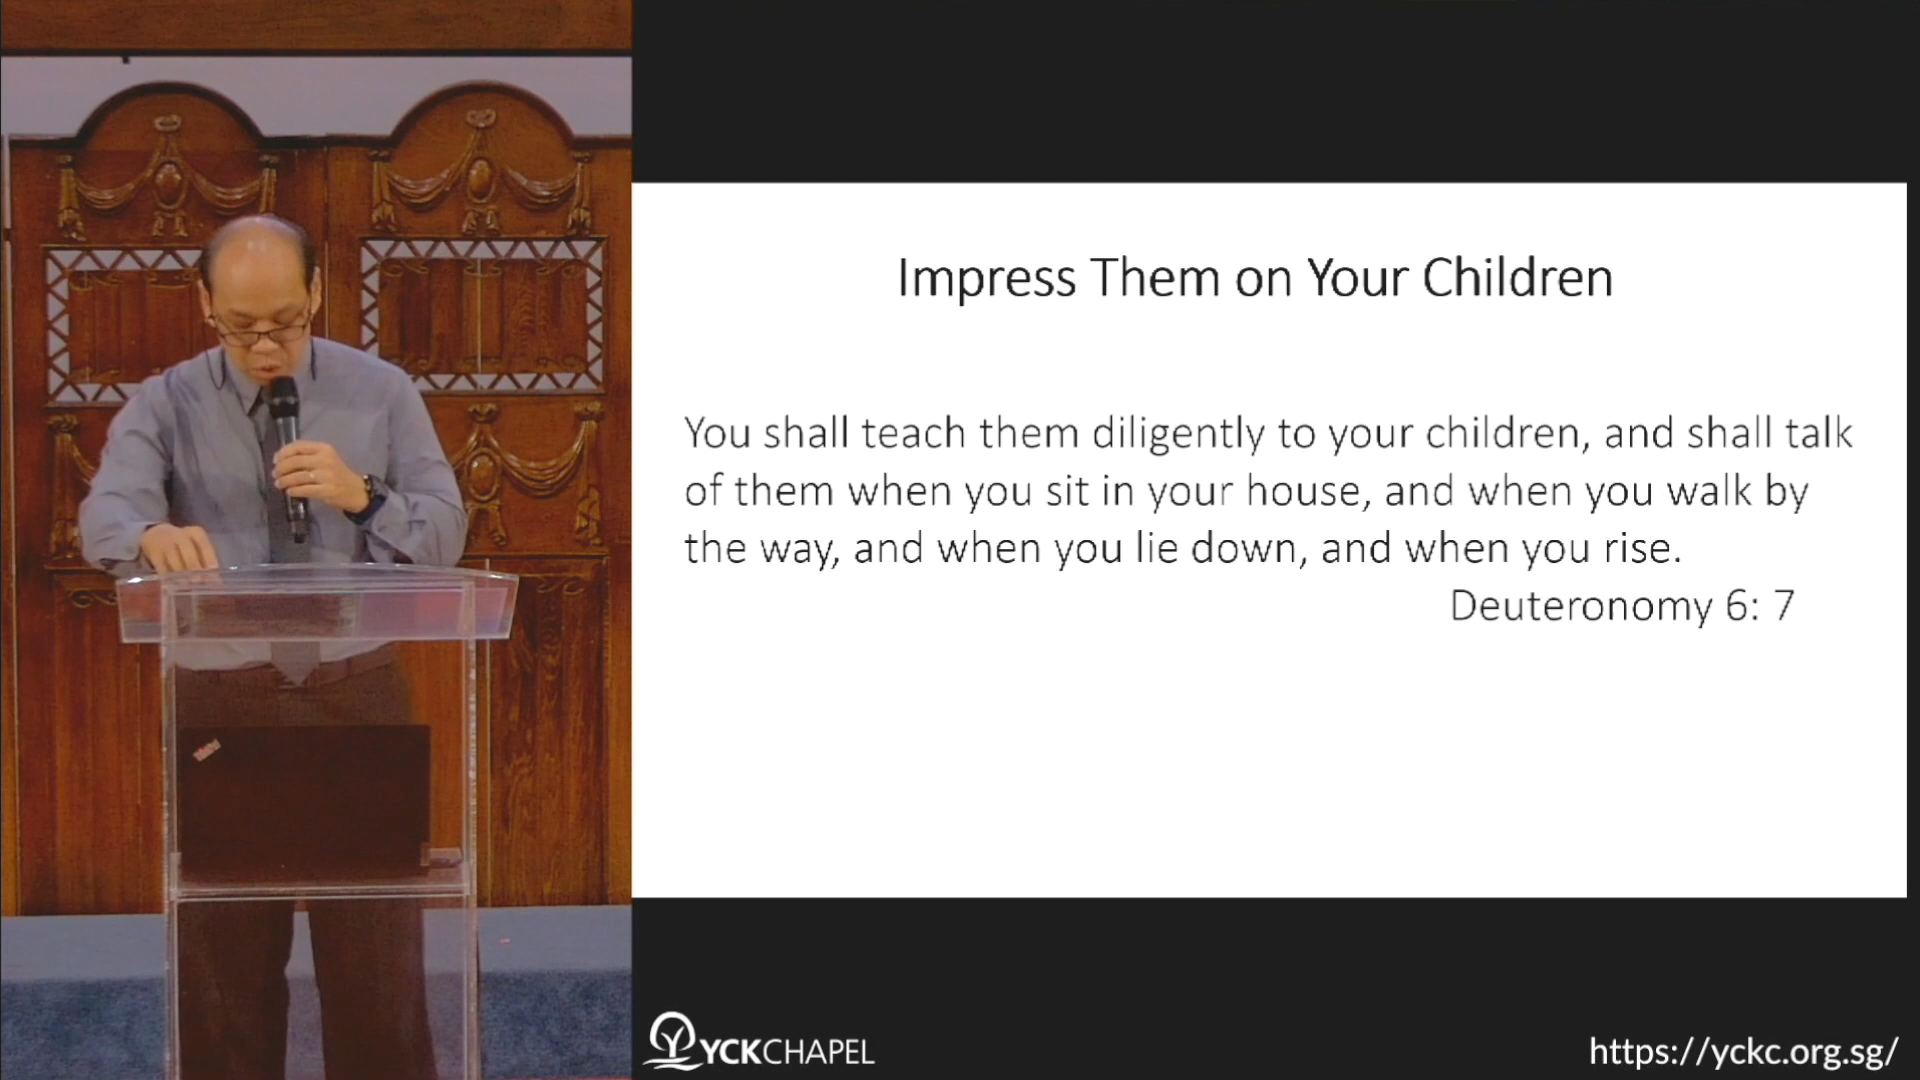 Impress Them on Your Children
You shall teach them diligently to your children, and shall talk
of them when you sit in your house, and when you walk by
the way, and when you lie down, and when you rise.
Deuteronomy 6: 7
YCKCHAPEL
https://yckc.org.sg/